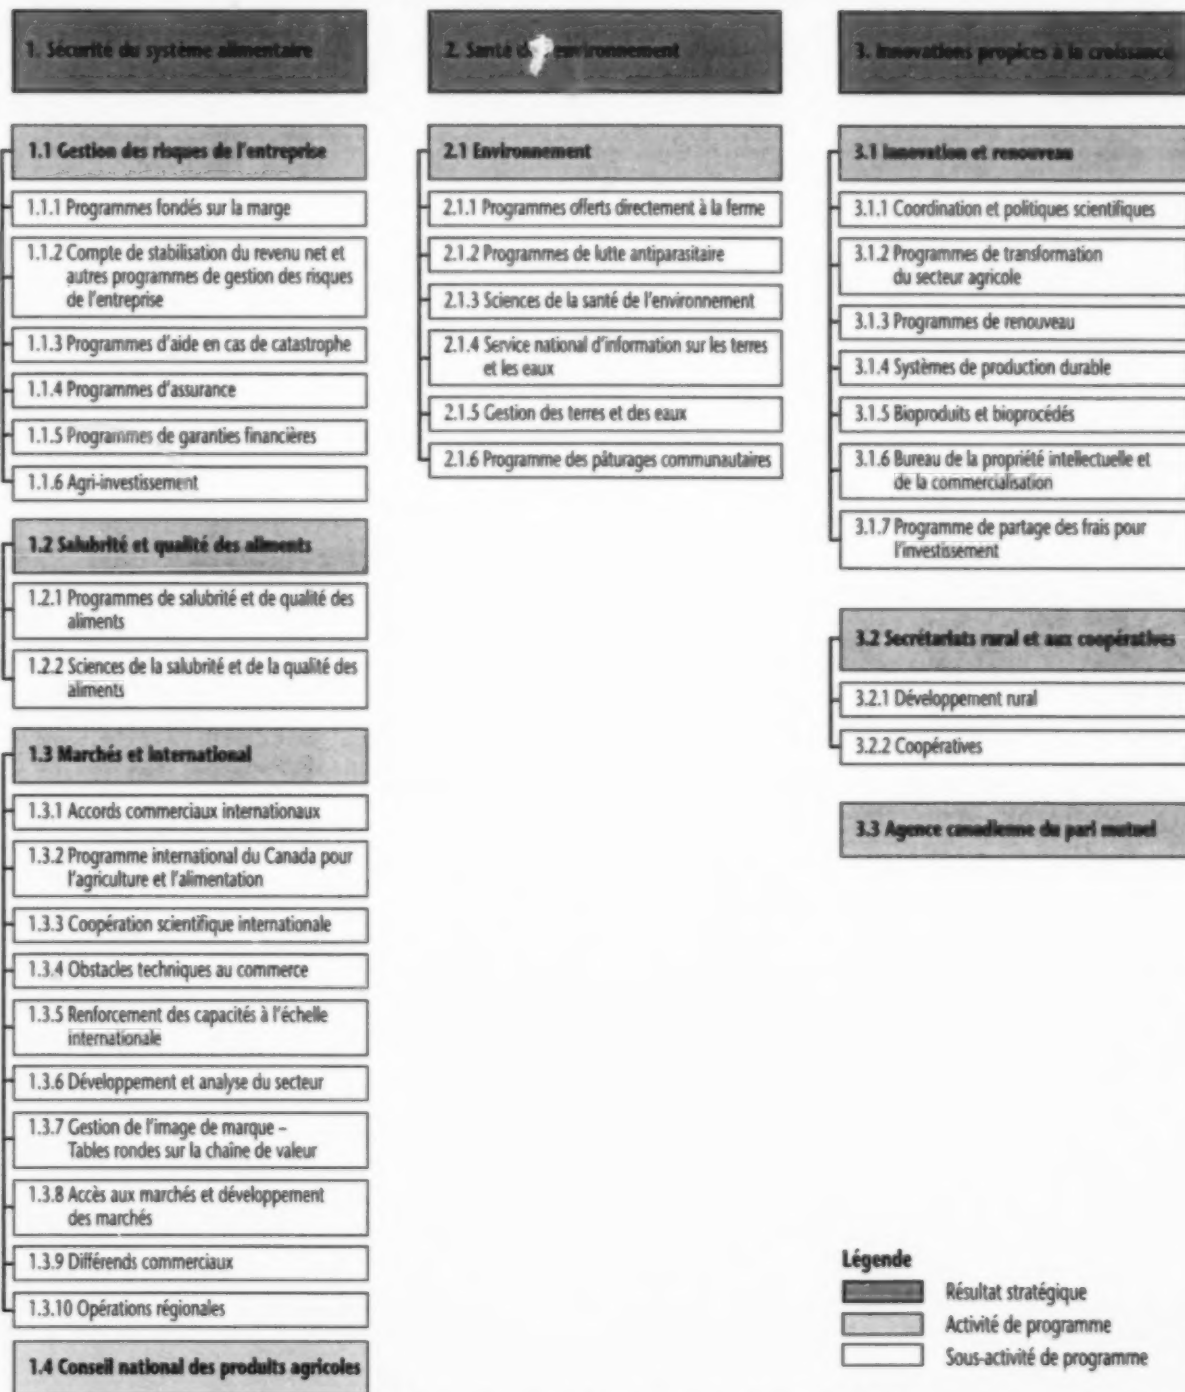 1. Sécurité du système alimentaire
1.1 Gestion des risques de l'entreprise
1.1.1 Programmes fondés sur la marge
1.1.2 Compte de stabilisation du revenu net et
autres programmes de gestion des risques
de l'entreprise
1.1.3 Programmes d'aide en cas de catastrophe
1.1.4 Programmes d'assurance
1.1.5 Programmes de garanties financières
1.1.6 Agri-investissement
1.2 Salubrité et qualité des aliments
1.2.1 Programmes de salubrité et de qualité des
aliments
1.2.2 Sciences de la salubrité et de la qualité des
aliments
1.3 Marchés et international
1.3.1 Accords commerciaux internationaux
1.3.2 Programme international du Canada pour
l'agriculture et l'alimentation
1.3.3 Coopération scientifique internationale
1.3.4 Obstacles techniques au commerce
1.3.5 Renforcement des capacités à l'échelle
internationale
1.3.6 Développement et analyse du secteur
1.3.7 Gestion de l'image de marque –
Tables rondes sur la chaîne de valeur
1.3.8 Accès aux marchés et développement
des marchés
1.3.9 Différends commerciaux
1.3.10 Opérations régionales
1.4 Conseil national des produits agricoles
2. Santé environnement
2.1 Environnement
2.1.1 Programmes offerts directement à la ferme
2.1.2 Programmes de lutte antiparasitaire
2.1.3 Sciences de la santé de l'environnement
2.1.4 Service national d'information sur les terres
et les eaux
2.1.5 Gestion des terres et des eaux
2.1.6 Programme des pâturages communautaires
3. Innovations propices à la croissance
3.1 Innovation et renouveau
3.1.1 Coordination et politiques scientifiques
3.1.2 Programmes de transformation
du secteur agricole
3.1.3 Programmes de renouveau
3.1.4 Systèmes de production durable
3.1.5 Bioproduits et bioprocédés
3.1.6 Bureau de la propriété intellectuelle et
de la commercialisation
3.1.7 Programme de partage des frais pour
l'investissement
3.2 Secrétariats rural et aux coopératives
3.2.1 Développement rural
3.2.2 Coopératives
3.3 Agence canadienne du pari mutuel
Légende
Résultat stratégique
Activité de programme
Sous-activité de programme